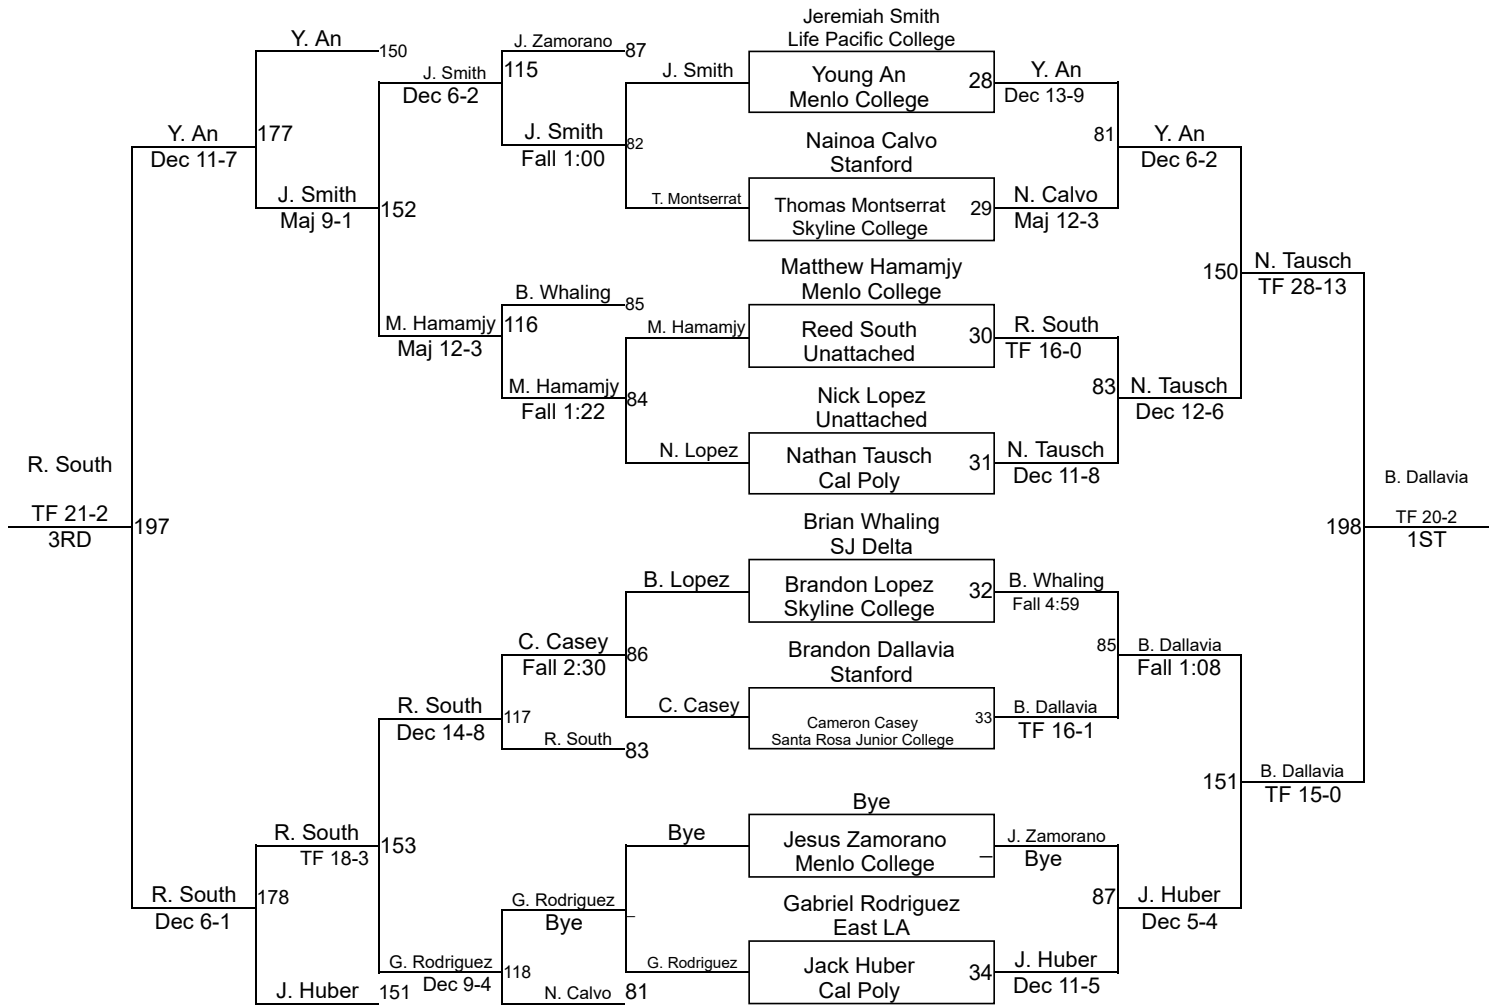 Jeremiah Smith
Life Pacific College
Y. An
150
J. Zamorano
87
J. Smith
115
Dec 6-2
J. Smith
Young An
Menlo College
28
Y. An
Dec 13-9
Y. An
Dec 11-7
177
J. Smith
Fall 1:00
82
Nainoa Calvo
Stanford
81
Y. An
Dec 6-2
J. Smith
Maj 9-1
152
T. Montserrat
Thomas Montserrat
Skyline College
29
N. Calvo
Maj 12-3
Matthew Hamamjy
Menlo College
150
N. Tausch
TF 28-13
B. Whaling
85
M. Hamamjy
116
Maj 12-3
M. Hamamjy
Reed South
Unattached
30
R. South
TF 16-0
M. Hamamjy
Fall 1:22
84
Nick Lopez
Unattached
83
N. Tausch
Dec 12-6
N. Lopez
Nathan Tausch
Cal Poly
31
N. Tausch
Dec 11-8
R. South
TF 21-2
3RD
197
B. Dallavia
TF 20-2
1ST
198
Brian Whaling
SJ Delta
B. Lopez
Brandon Lopez
Skyline College
32
B. Whaling
Fall 4:59
C. Casey
Fall 2:30
86
Brandon Dallavia
Stanford
85
B. Dallavia
Fall 1:08
R. South
Dec 14-8
117
C. Casey
Cameron Casey
Santa Rosa Junior College
33
B. Dallavia
TF 16-1
R. South
83
151
B. Dallavia
TF 15-0
Bye
R. South
TF 18-3
153
Bye
Jesus Zamorano
Menlo College
_
J. Zamorano
Bye
R. South
Dec 6-1
178
G. Rodriguez
Bye
_
Gabriel Rodriguez
East LA
87
J. Huber
Dec 5-4
G. Rodriguez
Dec 9-4
118
G. Rodriguez
Jack Huber
Cal Poly
34
J. Huber
Dec 11-5
J. Huber
151
N. Calvo
81